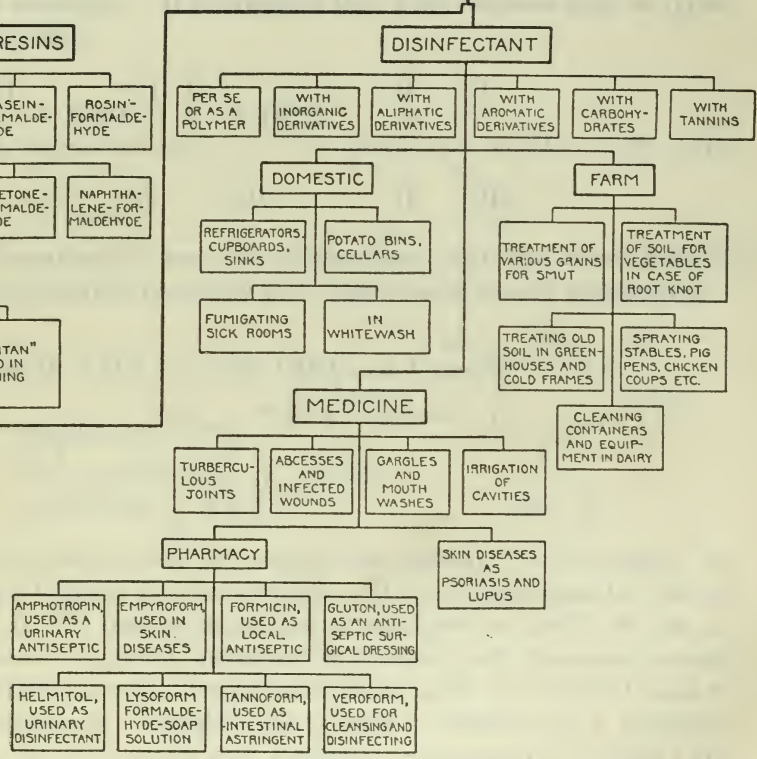 RESINS
ROSIN-
FORMALDE-
HYDE
NAPHTHA-
LENE-FOR-
MALDEHYDE
DISINFECTANT
PER SE
OR AS A
POLYMER
WITH
INORGANIC
DERIVATIVES
WITH
ALIPHATIC
DERIVATIVES
WITH
AROMATIC
DERIVATIVES
WITH
CARBOHY-
DRATES
WITH
TANNINS
DOMESTIC
REFRIGERATORS,
CUPBOARDS,
SINKS
POTATO BINS,
CELLARS
FUMIGATING
SICK ROOMS
IN
WHITEWASH
FARM
TREATMENT OF
VARIOUS GRAINS
FOR SMUT
TREATMENT
OF SOIL FOR
VEGETABLES
IN CASE OF
ROOT KNOT
TREATING OLD
SOIL IN GREEN-
HOUSES AND
COLD FRAMES
SPRAYING
STABLES, PIG
PENS, CHICKEN
COUPS ETC.
CLEANING
CONTAINERS
AND EQUIP-
MENT IN DAIRY
MEDICINE
TURBERCU-
LOUS
JOINTS
ABCESSES
AND
INFECTED
WOUNDS
GARGLES
AND
MOUTH
WASHES
IRRIGATION
OF
CAVITIES
PHARMACY
SKIN DISEASES
AS
PSORIASIS AND
LUPUS
AMPHOTROPIN,
USED AS A
URINARY
ANTISEPTIC
EMPYROFORM,
USED IN
SKIN.
DISEASES
FORMICIN,
USED AS
LOCAL
ANTISEPTIC
GLUTON, USED
AS AN ANTI-
SEPTIC SUR-
GICAL DRESSING
HELMITOL,
USED AS
URINARY
DISINFECTANT
LYSOFORM
FORMALDE-
HYDE-SOAP
SOLUTION
TANNOFORM,
USED AS
INTESTINAL
ASTRINGENT
VEROFORM,
USED FOR
CLEANSING AND
DISINFECTING